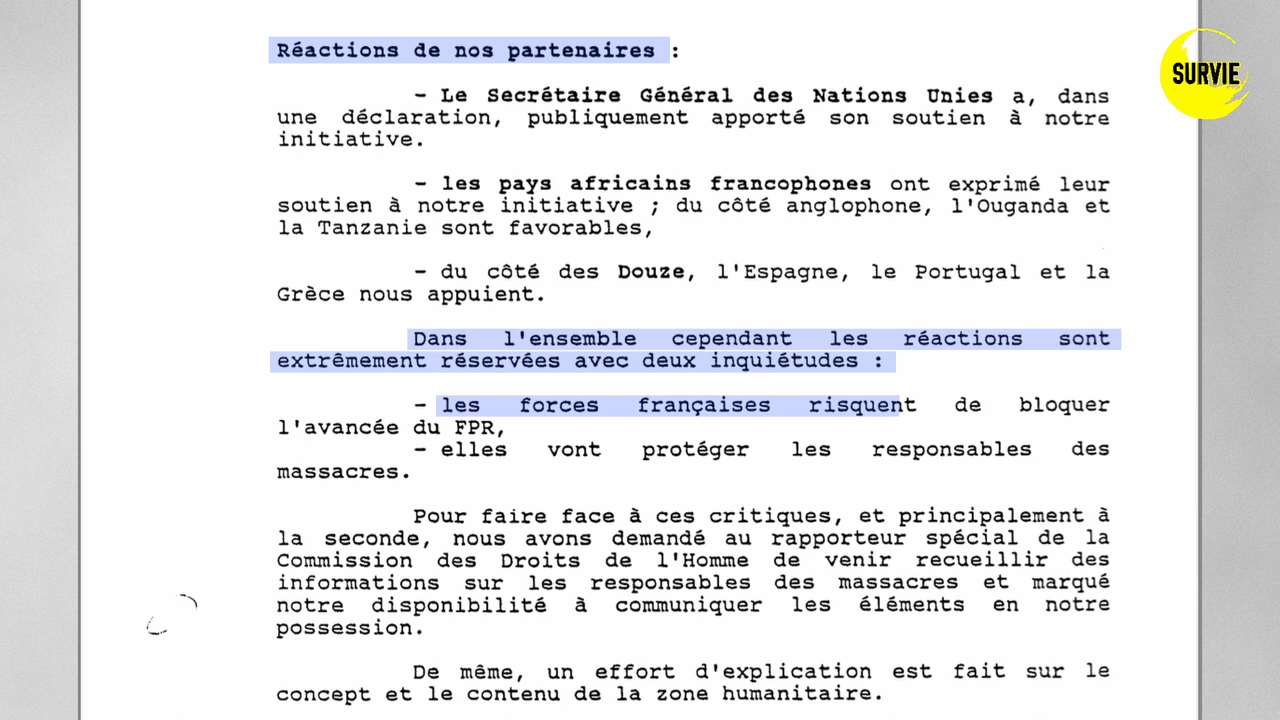 Réactions de nos partenaires :
SURVIE
- Le Secrétaire Général des Nations Unies a, dans
une déclaration, publiquement apporté son soutien à notre
initiative.
- les pays africains francophones ont exprimé leur
soutien à notre initiative ; du côté anglophone, l'Ouganda et
la Tanzanie sont favorables,
- du côté des Douze, l'Espagne, le Portugal et la
Grèce nous appuient.
Dans l'ensemble cependant les réactions sont
extrêmement réservées avec deux inquiétudes :
- les forces françaises risquent de bloquer
l'avancée du FPR,
- elles vont protéger les responsables des
massacres.
Pour faire face à ces critiques, et principalement à
la seconde, nous avons demandé au rapporteur spécial de la
Commission des Droits de l'Homme de venir recueillir des
informations sur les responsables des massacres et marqué
notre disponibilité à communiquer les éléments en notre
possession.
De même, un effort d'explication est fait sur le
concept et le contenu de la zone humanitaire.